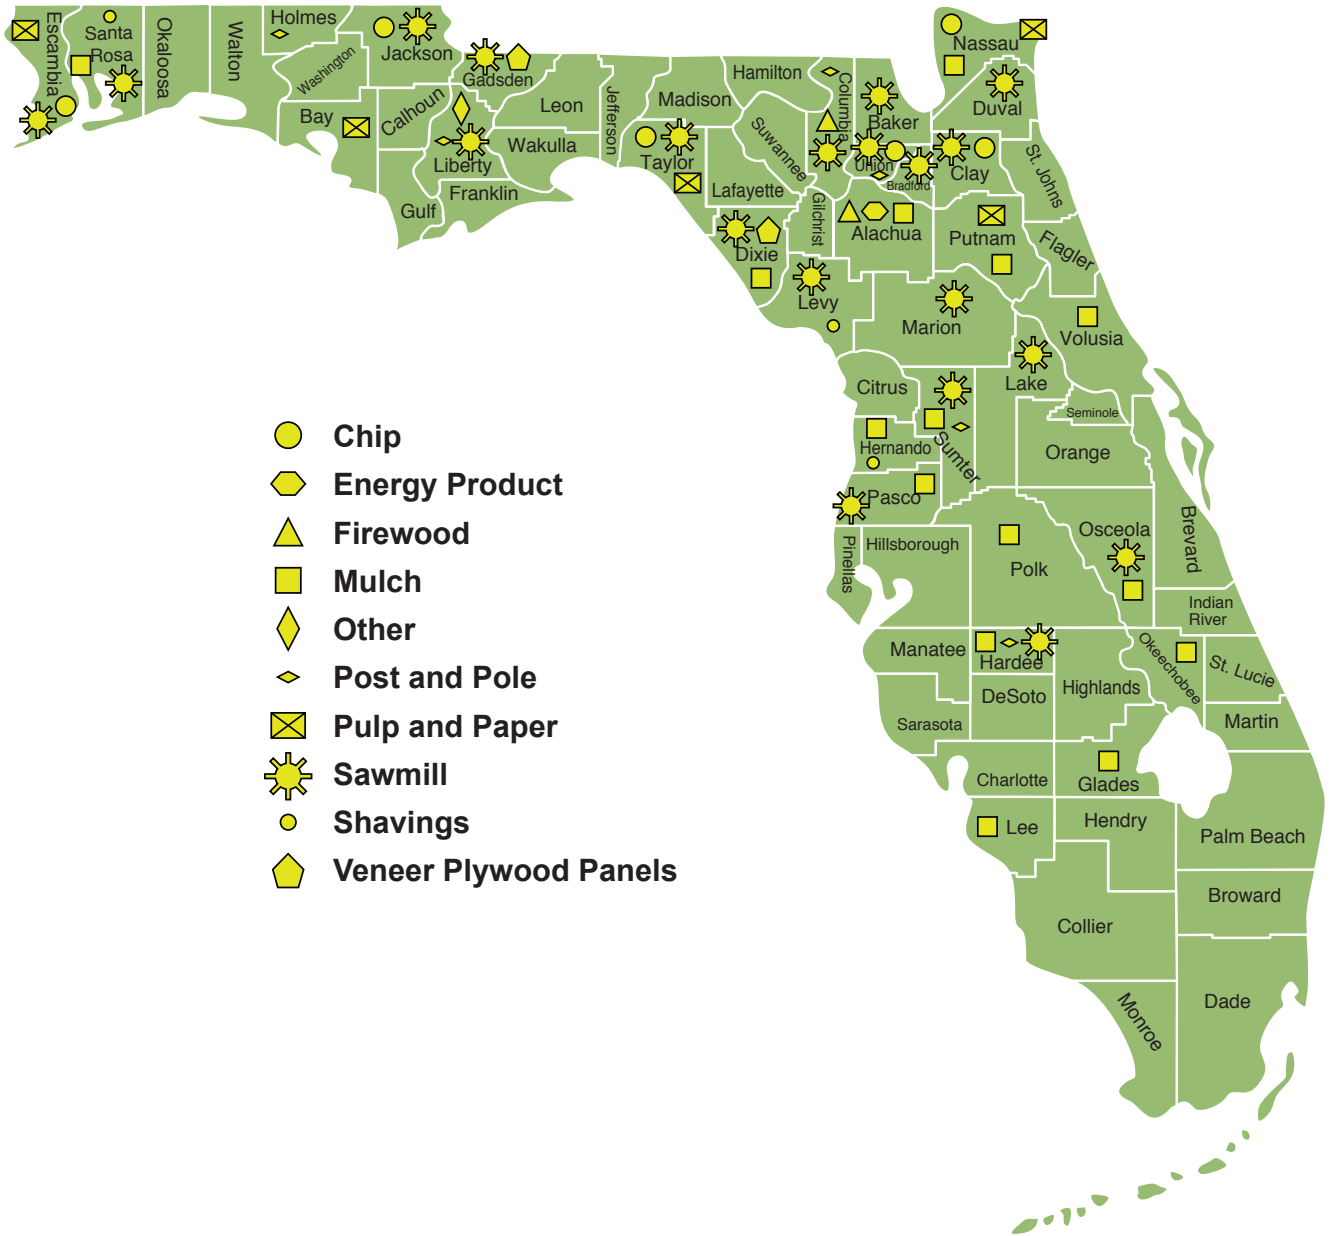 Escambia
Santa
Rosa
Okaloosa
Walton
Holmes
Washington
Jackson
Bay
Calhoun
Gadsden
Liberty
Gulf
Franklin
Leon
Wakulla
Jefferson
Madison
Taylor
Hamilton
Suwannee
Lafayette
Columbia
Baker
Union
Bradford
Nassau
Duval
Clay
St. Johns
Dixie
Gilchrist
Alachua
Putnam
Flagler
Levy
Marion
Volusia
Citrus
Lake
Seminole
Hernando
Sumter
Orange
Pasco
Brevard
Osceola
Pinellas
Hillsborough
Polk
Indian
River
Manatee
Hardee
Okeechobee
St. Lucie
DeSoto
Highlands
Sarasota
Martin
Charlotte
Glades
Lee
Hendry
Palm Beach
Broward
Collier
Monroe
Dade
Chip
Energy Product
Firewood
Mulch
Other
Post and Pole
Pulp and Paper
Sawmill
Shavings
Veneer Plywood Panels